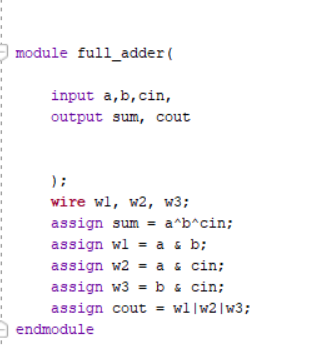 module full_adder(
input a,b,cin,
output sum, cout
);
wire w1, w2, w3;
assign sum = a^b^cin;
assign w1 = a & b;
assign w2 = a & cin;
assign w3 = b & cin;
assign cout = w1|w2|w3;
endmodule